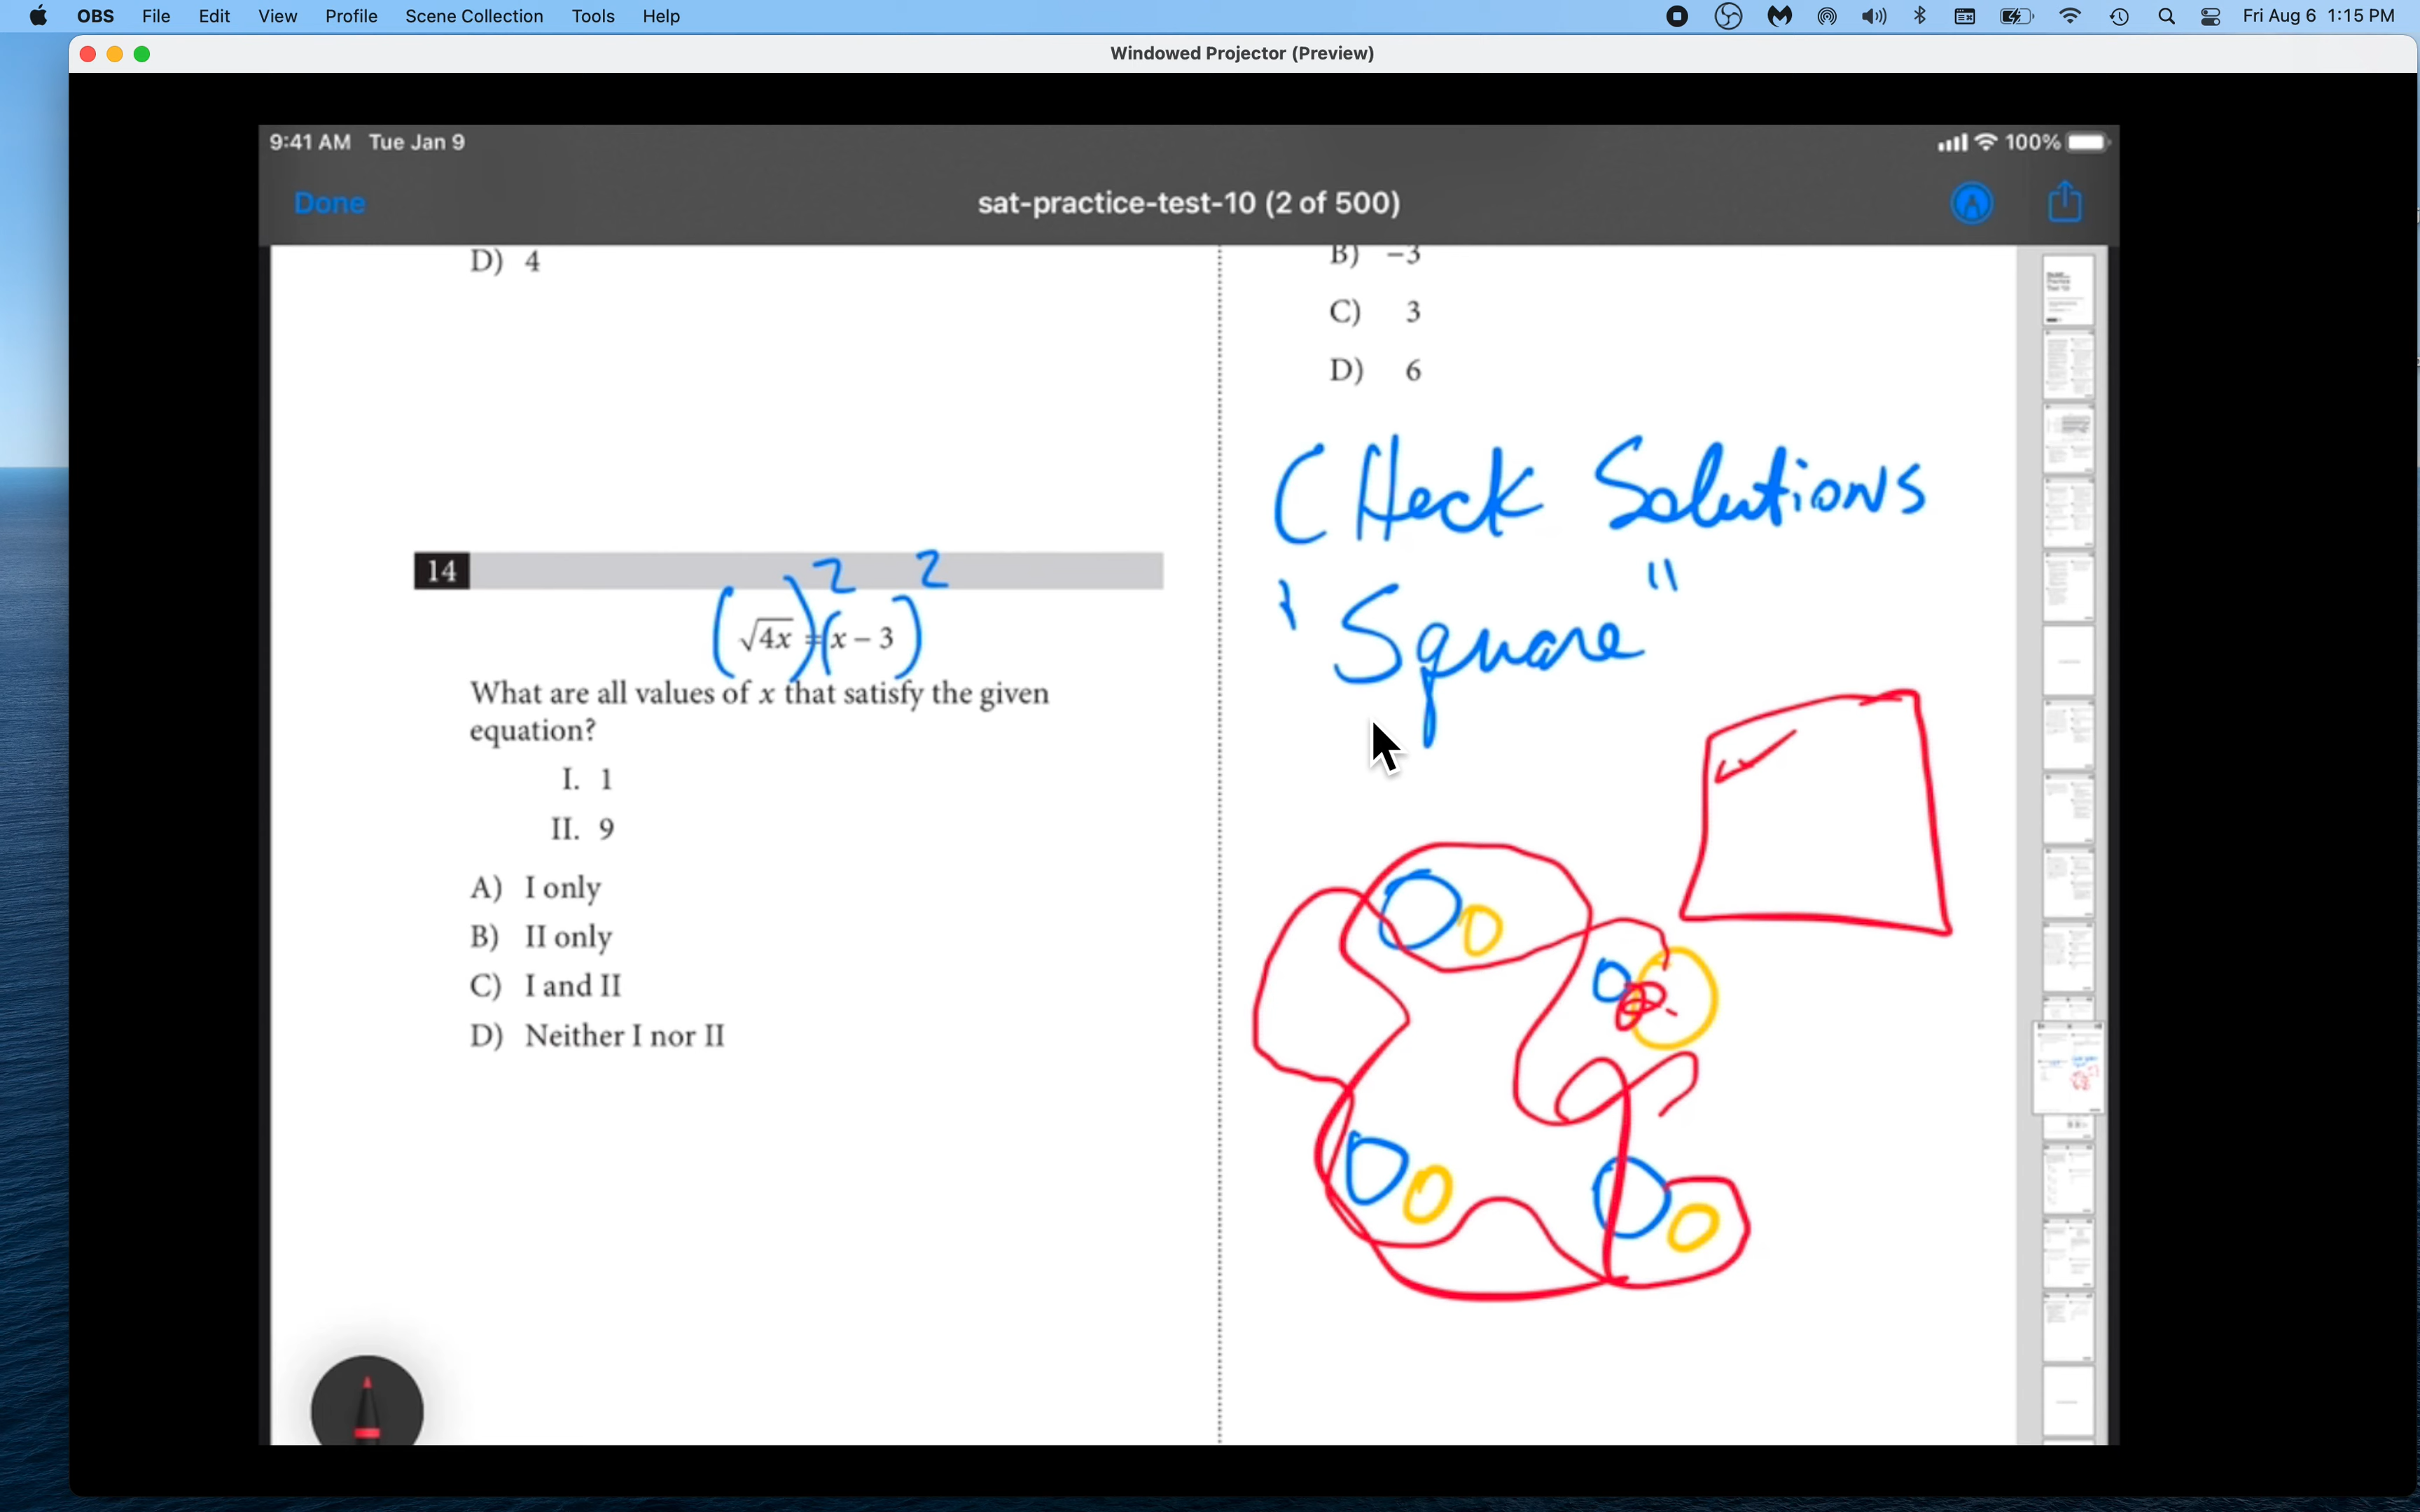 OBS File Edit View Profile Scene Collection Tools Help Fri Aug 6 1:15 PM
Windowed Projector (Preview)
9:41 AM Tue Jan 9 100%
Done sat-practice-test-10 (2 of 500)
D) 4
B) −3
C) 3
D) 6
CHeck Solutions
"Square"
14
(√4x)² = (x − 3)²
What are all values of x that satisfy the given
equation?
I. 1
II. 9
A) I only
B) II only
C) I and II
D) Neither I nor II